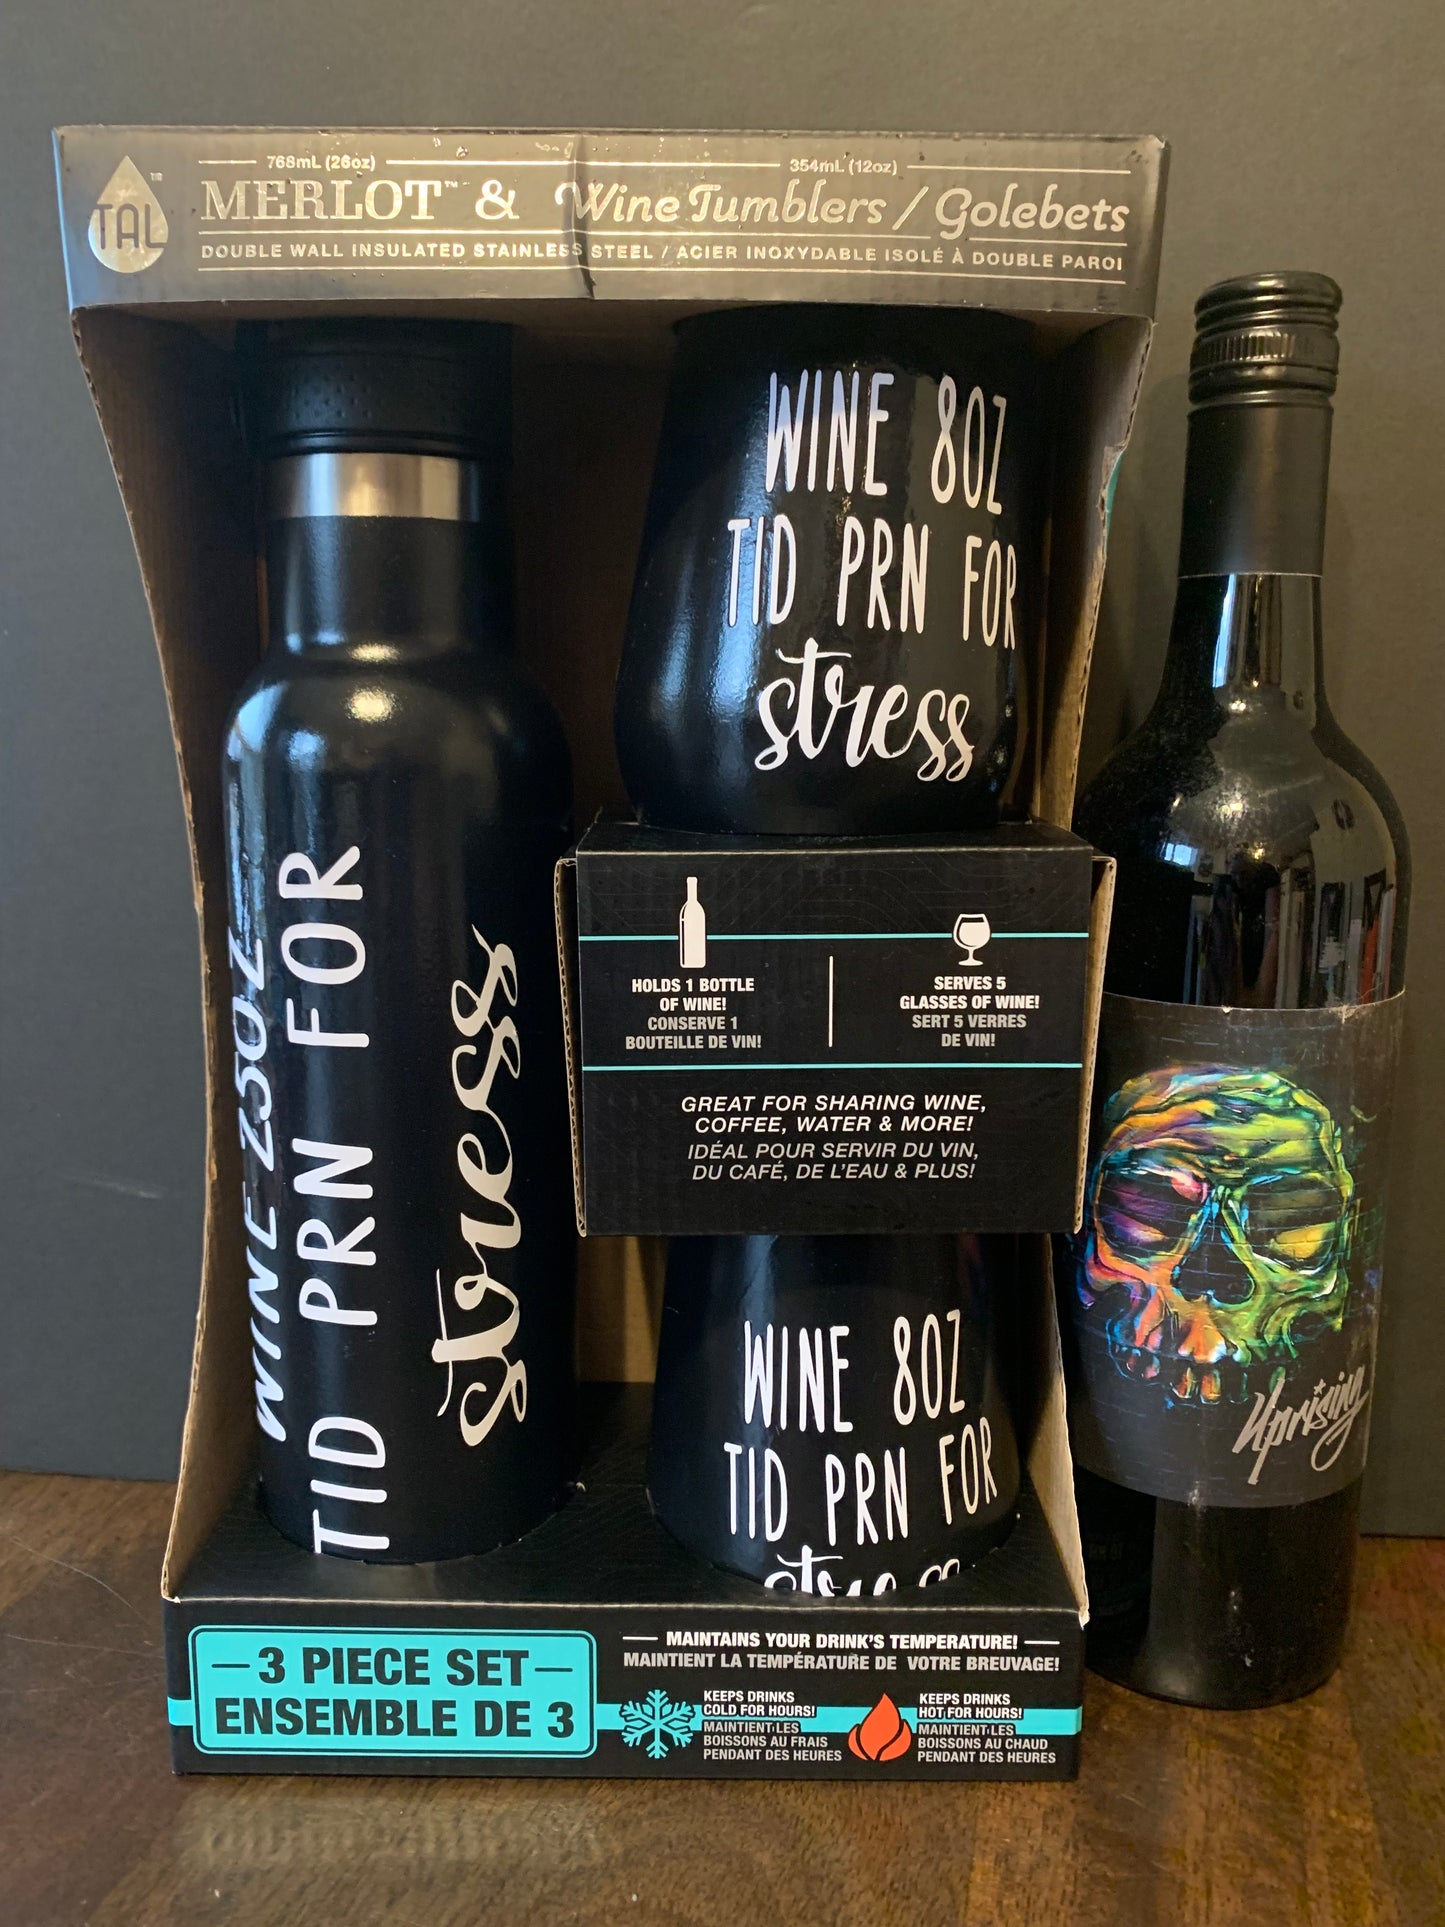 TAL™
768mL (26oz)
354mL (12oz)
MERLOT™ & Wine Tumblers / Golebets
DOUBLE WALL INSULATED STAINLESS STEEL / ACIER INOXYDABLE ISOLÉ À DOUBLE PAROI
WINE 250Z
TID PRN FOR
stress
WINE 8OZ
TID PRN FOR
stress
HOLDS 1 BOTTLE
OF WINE!
CONSERVE 1
BOUTEILLE DE VIN!
SERVES 5
GLASSES OF WINE!
SERT 5 VERRES
DE VIN!
GREAT FOR SHARING WINE,
COFFEE, WATER & MORE!
IDÉAL POUR SERVIR DU VIN,
DU CAFÉ, DE L'EAU & PLUS!
WINE 8OZ
TID PRN FOR
stress
Uprising
3 PIECE SET
ENSEMBLE DE 3
MAINTAINS YOUR DRINK'S TEMPERATURE!
MAINTIENT LA TEMPÉRATURE DE VOTRE BREUVAGE!
KEEPS DRINKS
COLD FOR HOURS!
MAINTIENT LES
BOISSONS AU FRAIS
PENDANT DES HEURES
KEEPS DRINKS
HOT FOR HOURS!
MAINTIENT LES
BOISSONS AU CHAUD
PENDANT DES HEURES